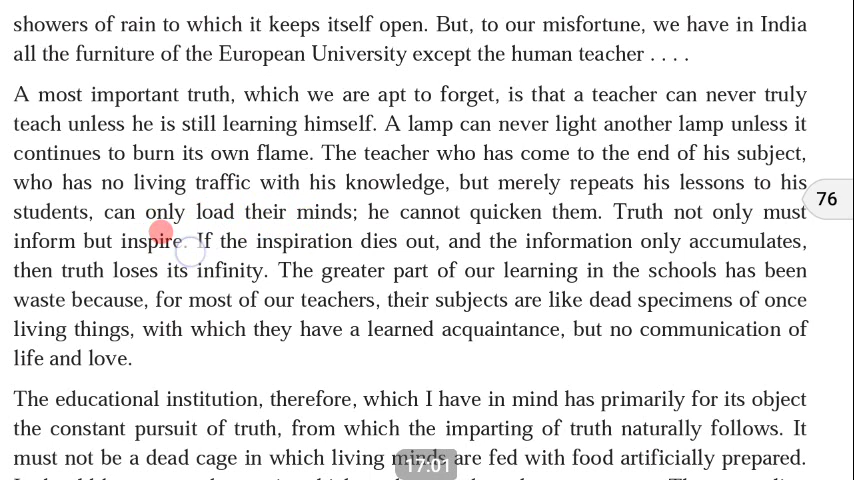 showers of rain to which it keeps itself open. But, to our misfortune, we have in India
all the furniture of the European University except the human teacher . . . .
A most important truth, which we are apt to forget, is that a teacher can never truly
teach unless he is still learning himself. A lamp can never light another lamp unless it
continues to burn its own flame. The teacher who has come to the end of his subject,
who has no living traffic with his knowledge, but merely repeats his lessons to his
76
students, can only load their minds; he cannot quicken them. Truth not only must
inform but inspire. If the inspiration dies out, and the information only accumulates,
then truth loses its infinity. The greater part of our learning in the schools has been
waste because, for most of our teachers, their subjects are like dead specimens of once
living things, with which they have a learned acquaintance, but no communication of
life and love.
The educational institution, therefore, which I have in mind has primarily for its object
the constant pursuit of truth, from which the imparting of truth naturally follows. It
must not be a dead cage in which living minds are fed with food artificially prepared.
17:01